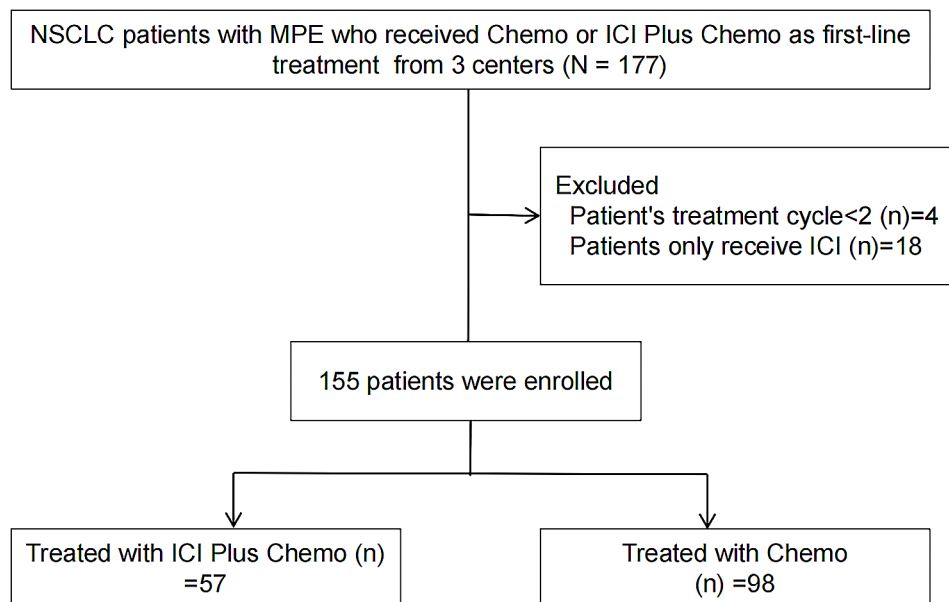 NSCLC patients with MPE who received Chemo or ICI Plus Chemo as first-line
treatment from 3 centers (N = 177)
Excluded
Patient's treatment cycle<2 (n)=4
Patients only receive ICI (n)=18
155 patients were enrolled
Treated with ICI Plus Chemo (n)
=57
Treated with Chemo
(n) =98